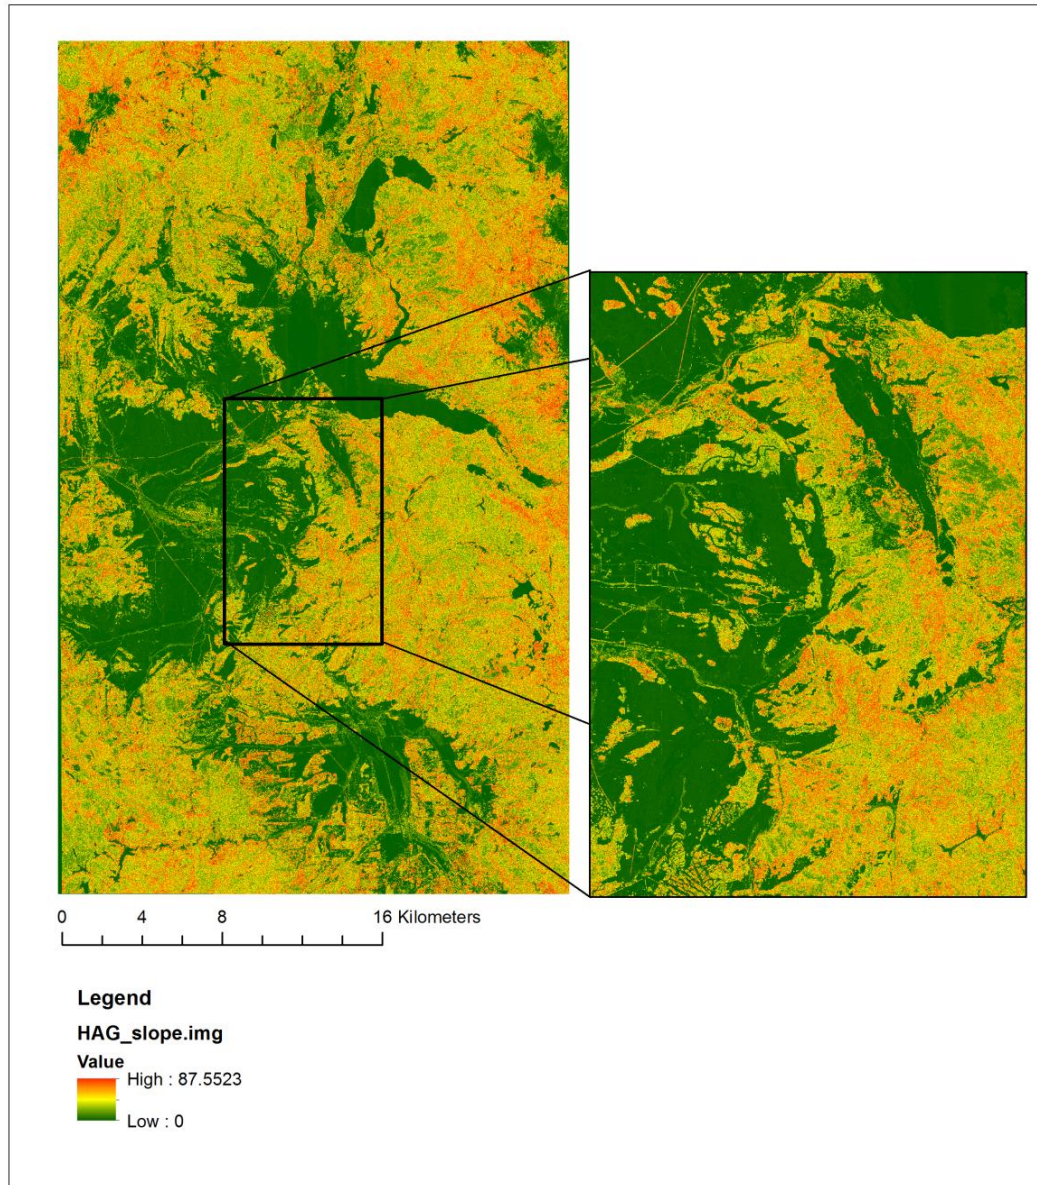 0 4 8 16 Kilometers
Legend
HAG_slope.img
Value
High : 87.5523
Low : 0